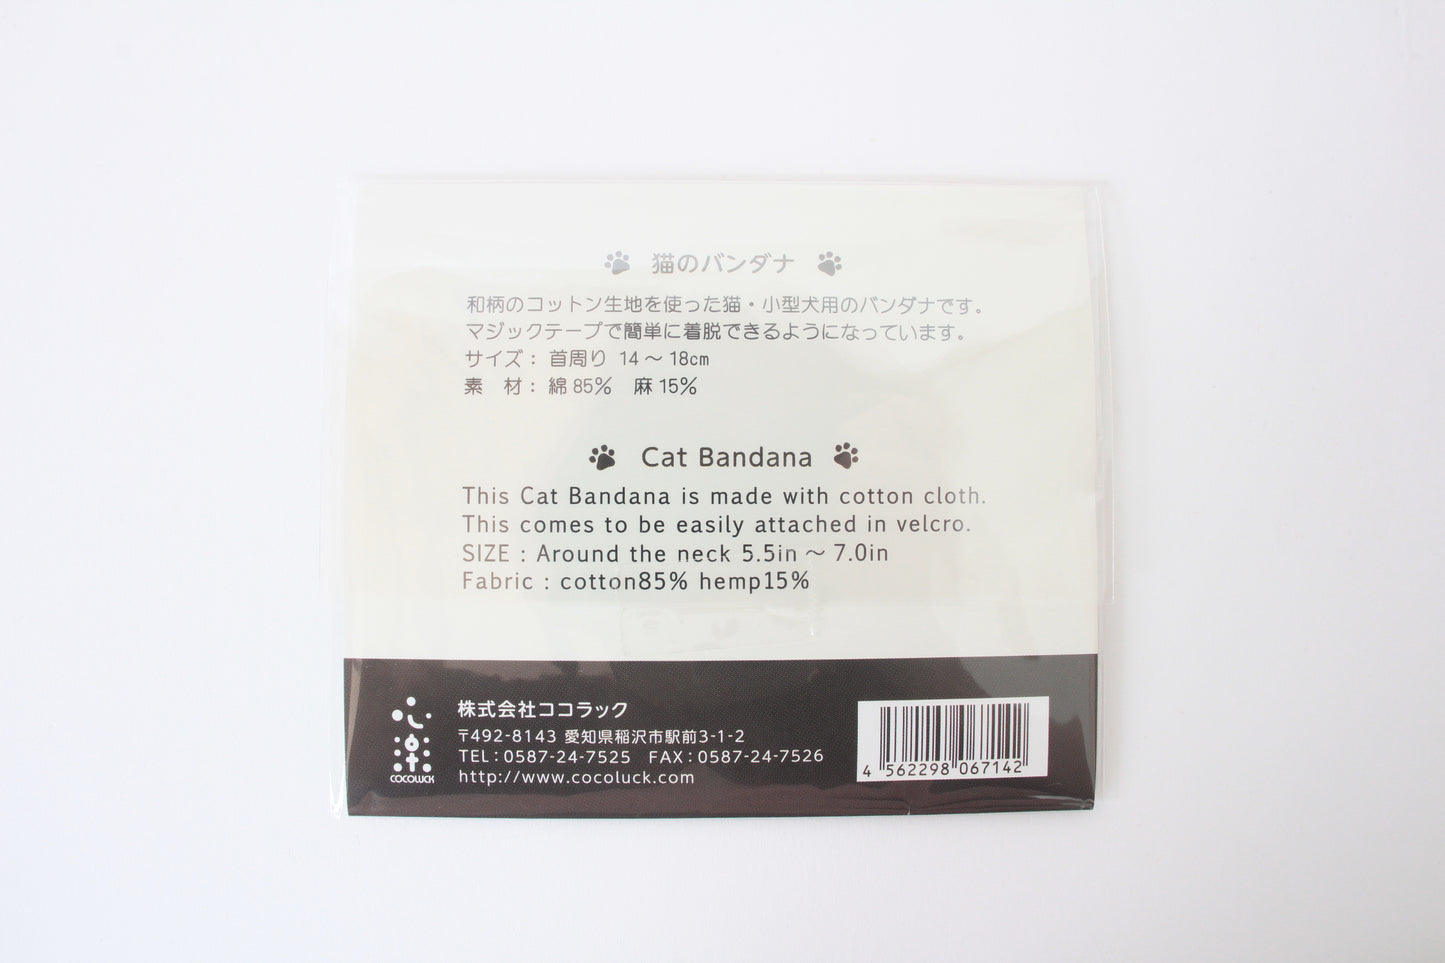 猫のバンダナ
和柄のコットン生地を使った猫・小型犬用のバンダナです。
マジックテープで簡単に着脱できるようになっています。
サイズ： 首周り 14～18cm
素　材： 綿85%　麻15%
Cat Bandana
This Cat Bandana is made with cotton cloth.
This comes to be easily attached in velcro.
SIZE : Around the neck 5.5in～7.0in
Fabric : cotton85% hemp15%
株式会社ココラック
〒492-8143 愛知県稲沢市駅前3-1-2
TEL：0587-24-7525　FAX：0587-24-7526
http://www.cocoluck.com
COCOLUCK
4 562298 067142